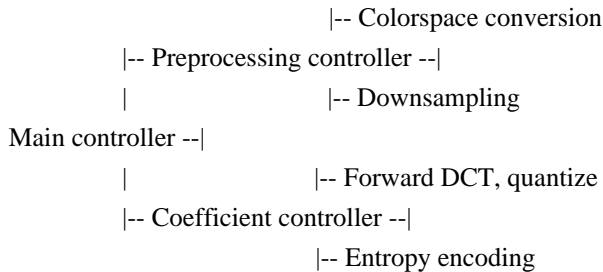 |-- Colorspace conversion
|-- Preprocessing controller --|
| |-- Downsampling
Main controller --|
| |-- Forward DCT, quantize
|-- Coefficient controller --|
|-- Entropy encoding